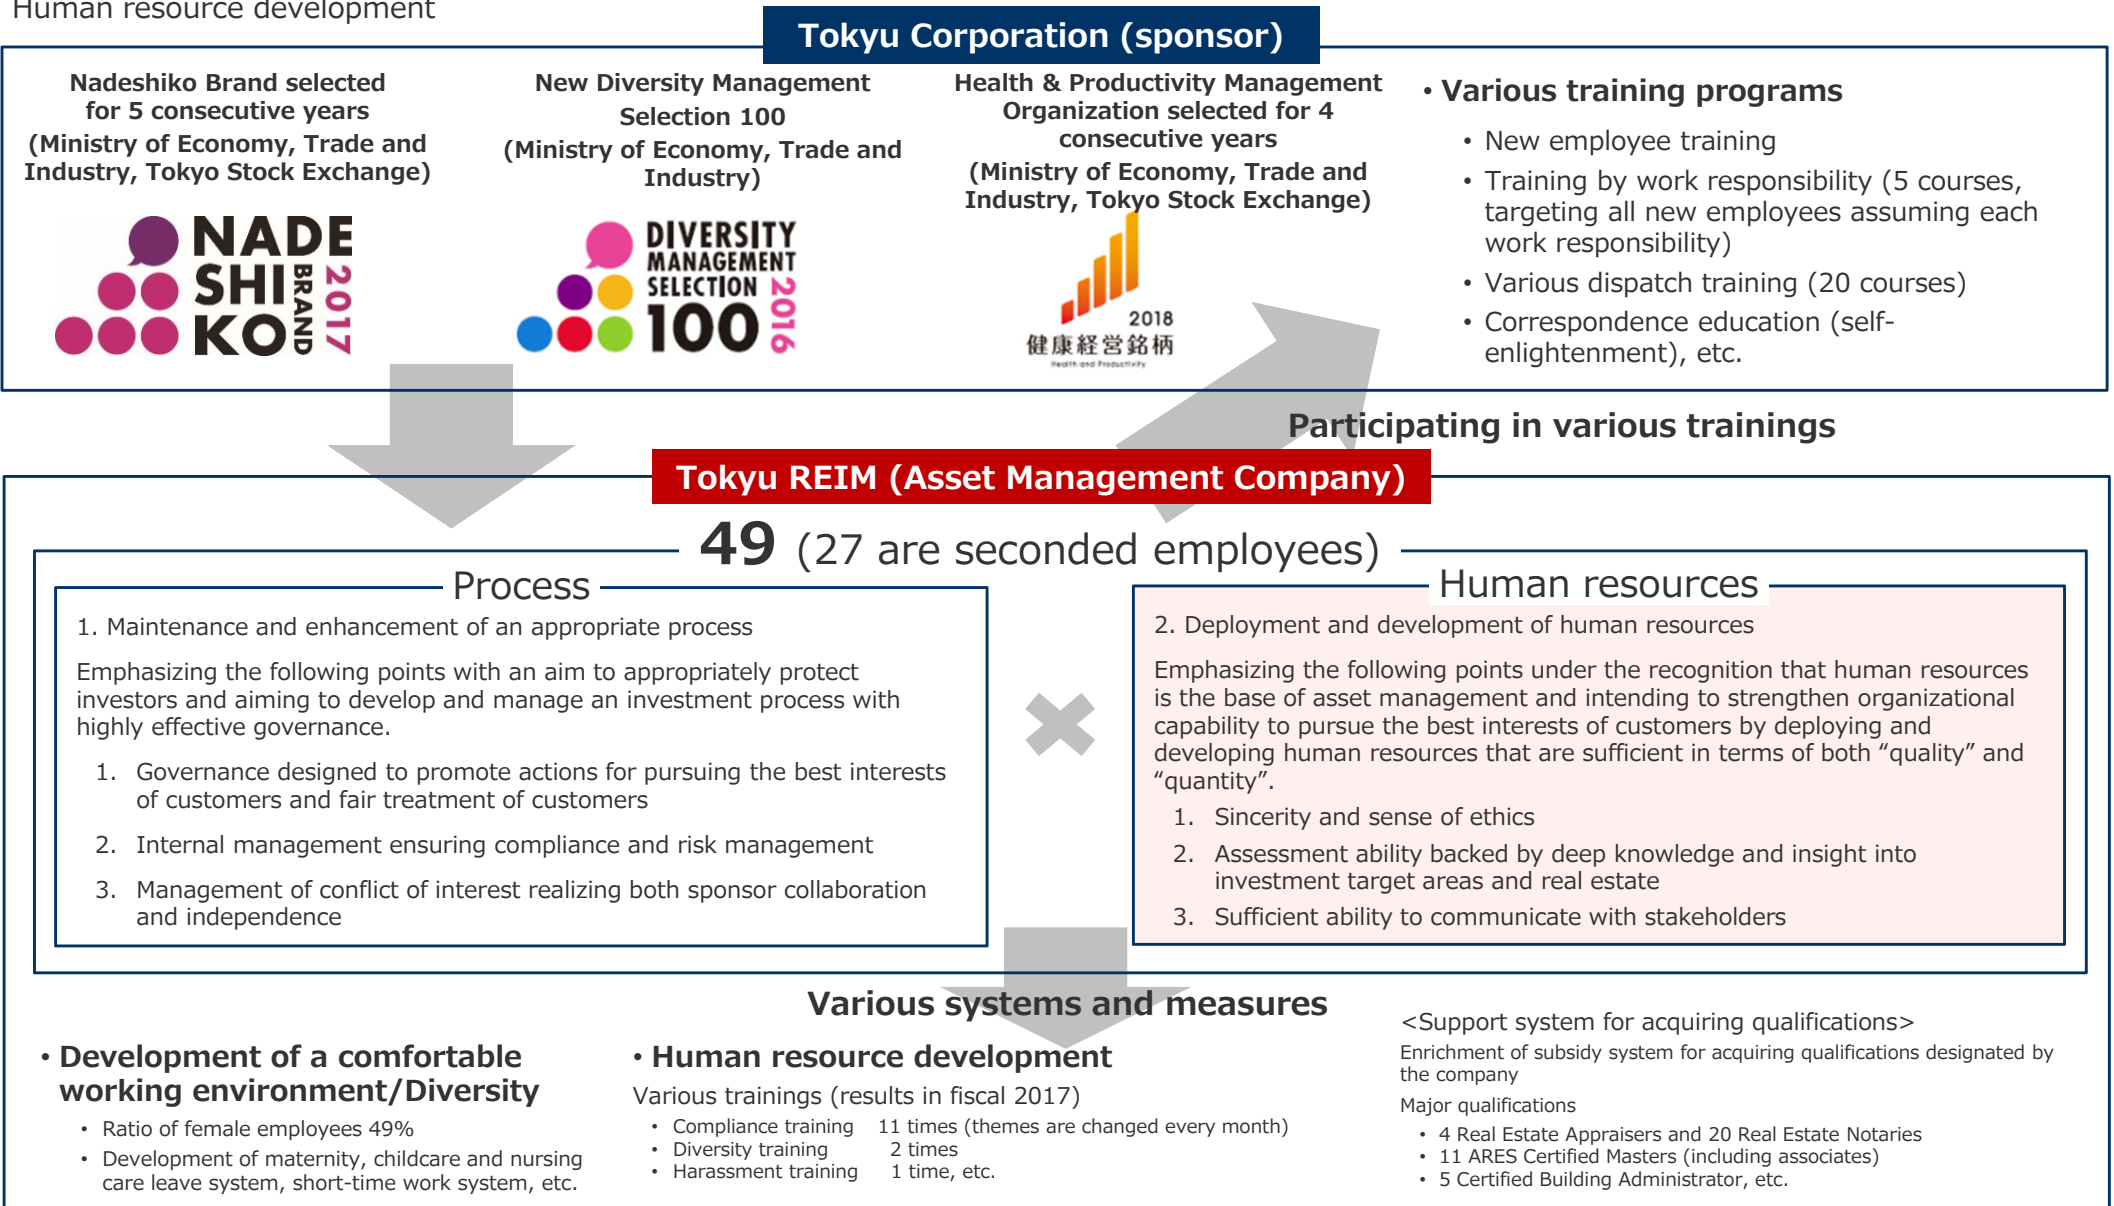 Human resource development
Tokyu Corporation (sponsor)
Nadeshiko Brand selected
for 5 consecutive years
(Ministry of Economy, Trade and
Industry, Tokyo Stock Exchange)
NADE
SHI
KO
BRAND
2017
New Diversity Management
Selection 100
(Ministry of Economy, Trade and
Industry)
DIVERSITY
MANAGEMENT
SELECTION
100
2016
Health & Productivity Management
Organization selected for 4
consecutive years
(Ministry of Economy, Trade and
Industry, Tokyo Stock Exchange)
2018
健康経営銘柄
Health and Productivity
• Various training programs
• New employee training
• Training by work responsibility (5 courses,
targeting all new employees assuming each
work responsibility)
• Various dispatch training (20 courses)
• Correspondence education (self-
enlightenment), etc.
Participating in various trainings
Tokyu REIM (Asset Management Company)
49 (27 are seconded employees)
Process
1. Maintenance and enhancement of an appropriate process
Emphasizing the following points with an aim to appropriately protect
investors and aiming to develop and manage an investment process with
highly effective governance.
1. Governance designed to promote actions for pursuing the best interests
of customers and fair treatment of customers
2. Internal management ensuring compliance and risk management
3. Management of conflict of interest realizing both sponsor collaboration
and independence
Human resources
2. Deployment and development of human resources
Emphasizing the following points under the recognition that human resources
is the base of asset management and intending to strengthen organizational
capability to pursue the best interests of customers by deploying and
developing human resources that are sufficient in terms of both “quality” and
“quantity”.
1. Sincerity and sense of ethics
2. Assessment ability backed by deep knowledge and insight into
investment target areas and real estate
3. Sufficient ability to communicate with stakeholders
Various systems and measures
• Development of a comfortable
working environment/Diversity
• Ratio of female employees 49%
• Development of maternity, childcare and nursing
care leave system, short-time work system, etc.
• Human resource development
Various trainings (results in fiscal 2017)
• Compliance training 11 times (themes are changed every month)
• Diversity training 2 times
• Harassment training 1 time, etc.
<Support system for acquiring qualifications>
Enrichment of subsidy system for acquiring qualifications designated by
the company
Major qualifications
• 4 Real Estate Appraisers and 20 Real Estate Notaries
• 11 ARES Certified Masters (including associates)
• 5 Certified Building Administrator, etc.